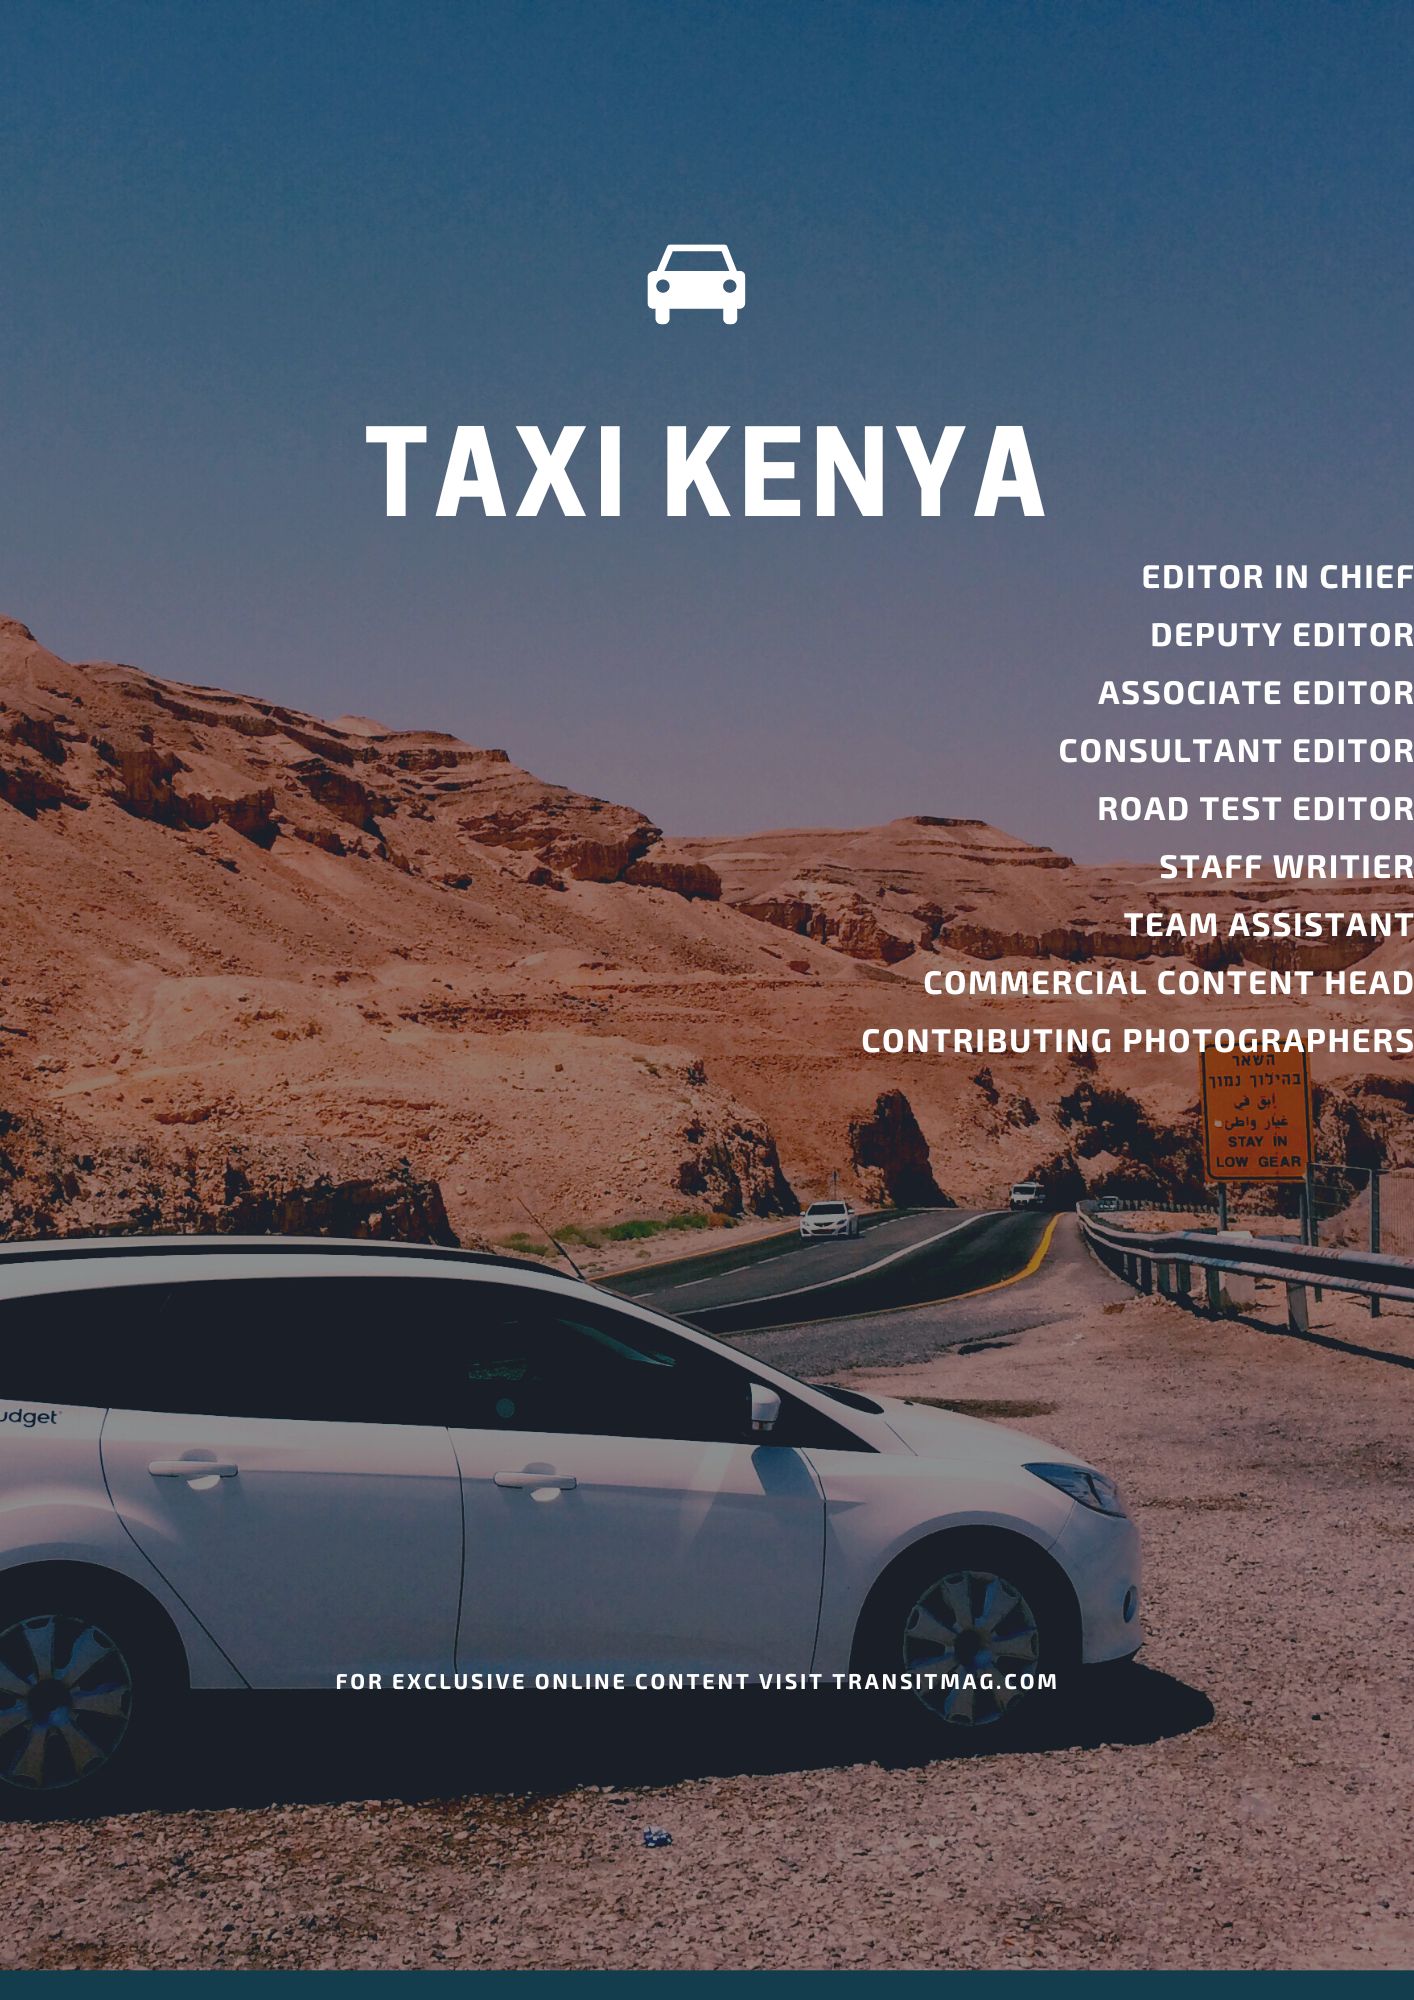 TAXI KENYA
EDITOR IN CHIEF
DEPUTY EDITOR
ASSOCIATE EDITOR
CONSULTANT EDITOR
ROAD TEST EDITOR
STAFF WRITIER
TEAM ASSISTANT
COMMERCIAL CONTENT HEAD
CONTRIBUTING PHOTOGRAPHERS
השאר
בהילוך נמוך
إبق في
غيار واطئ
STAY IN
LOW GEAR
udget
FOR EXCLUSIVE ONLINE CONTENT VISIT TRANSITMAG.COM